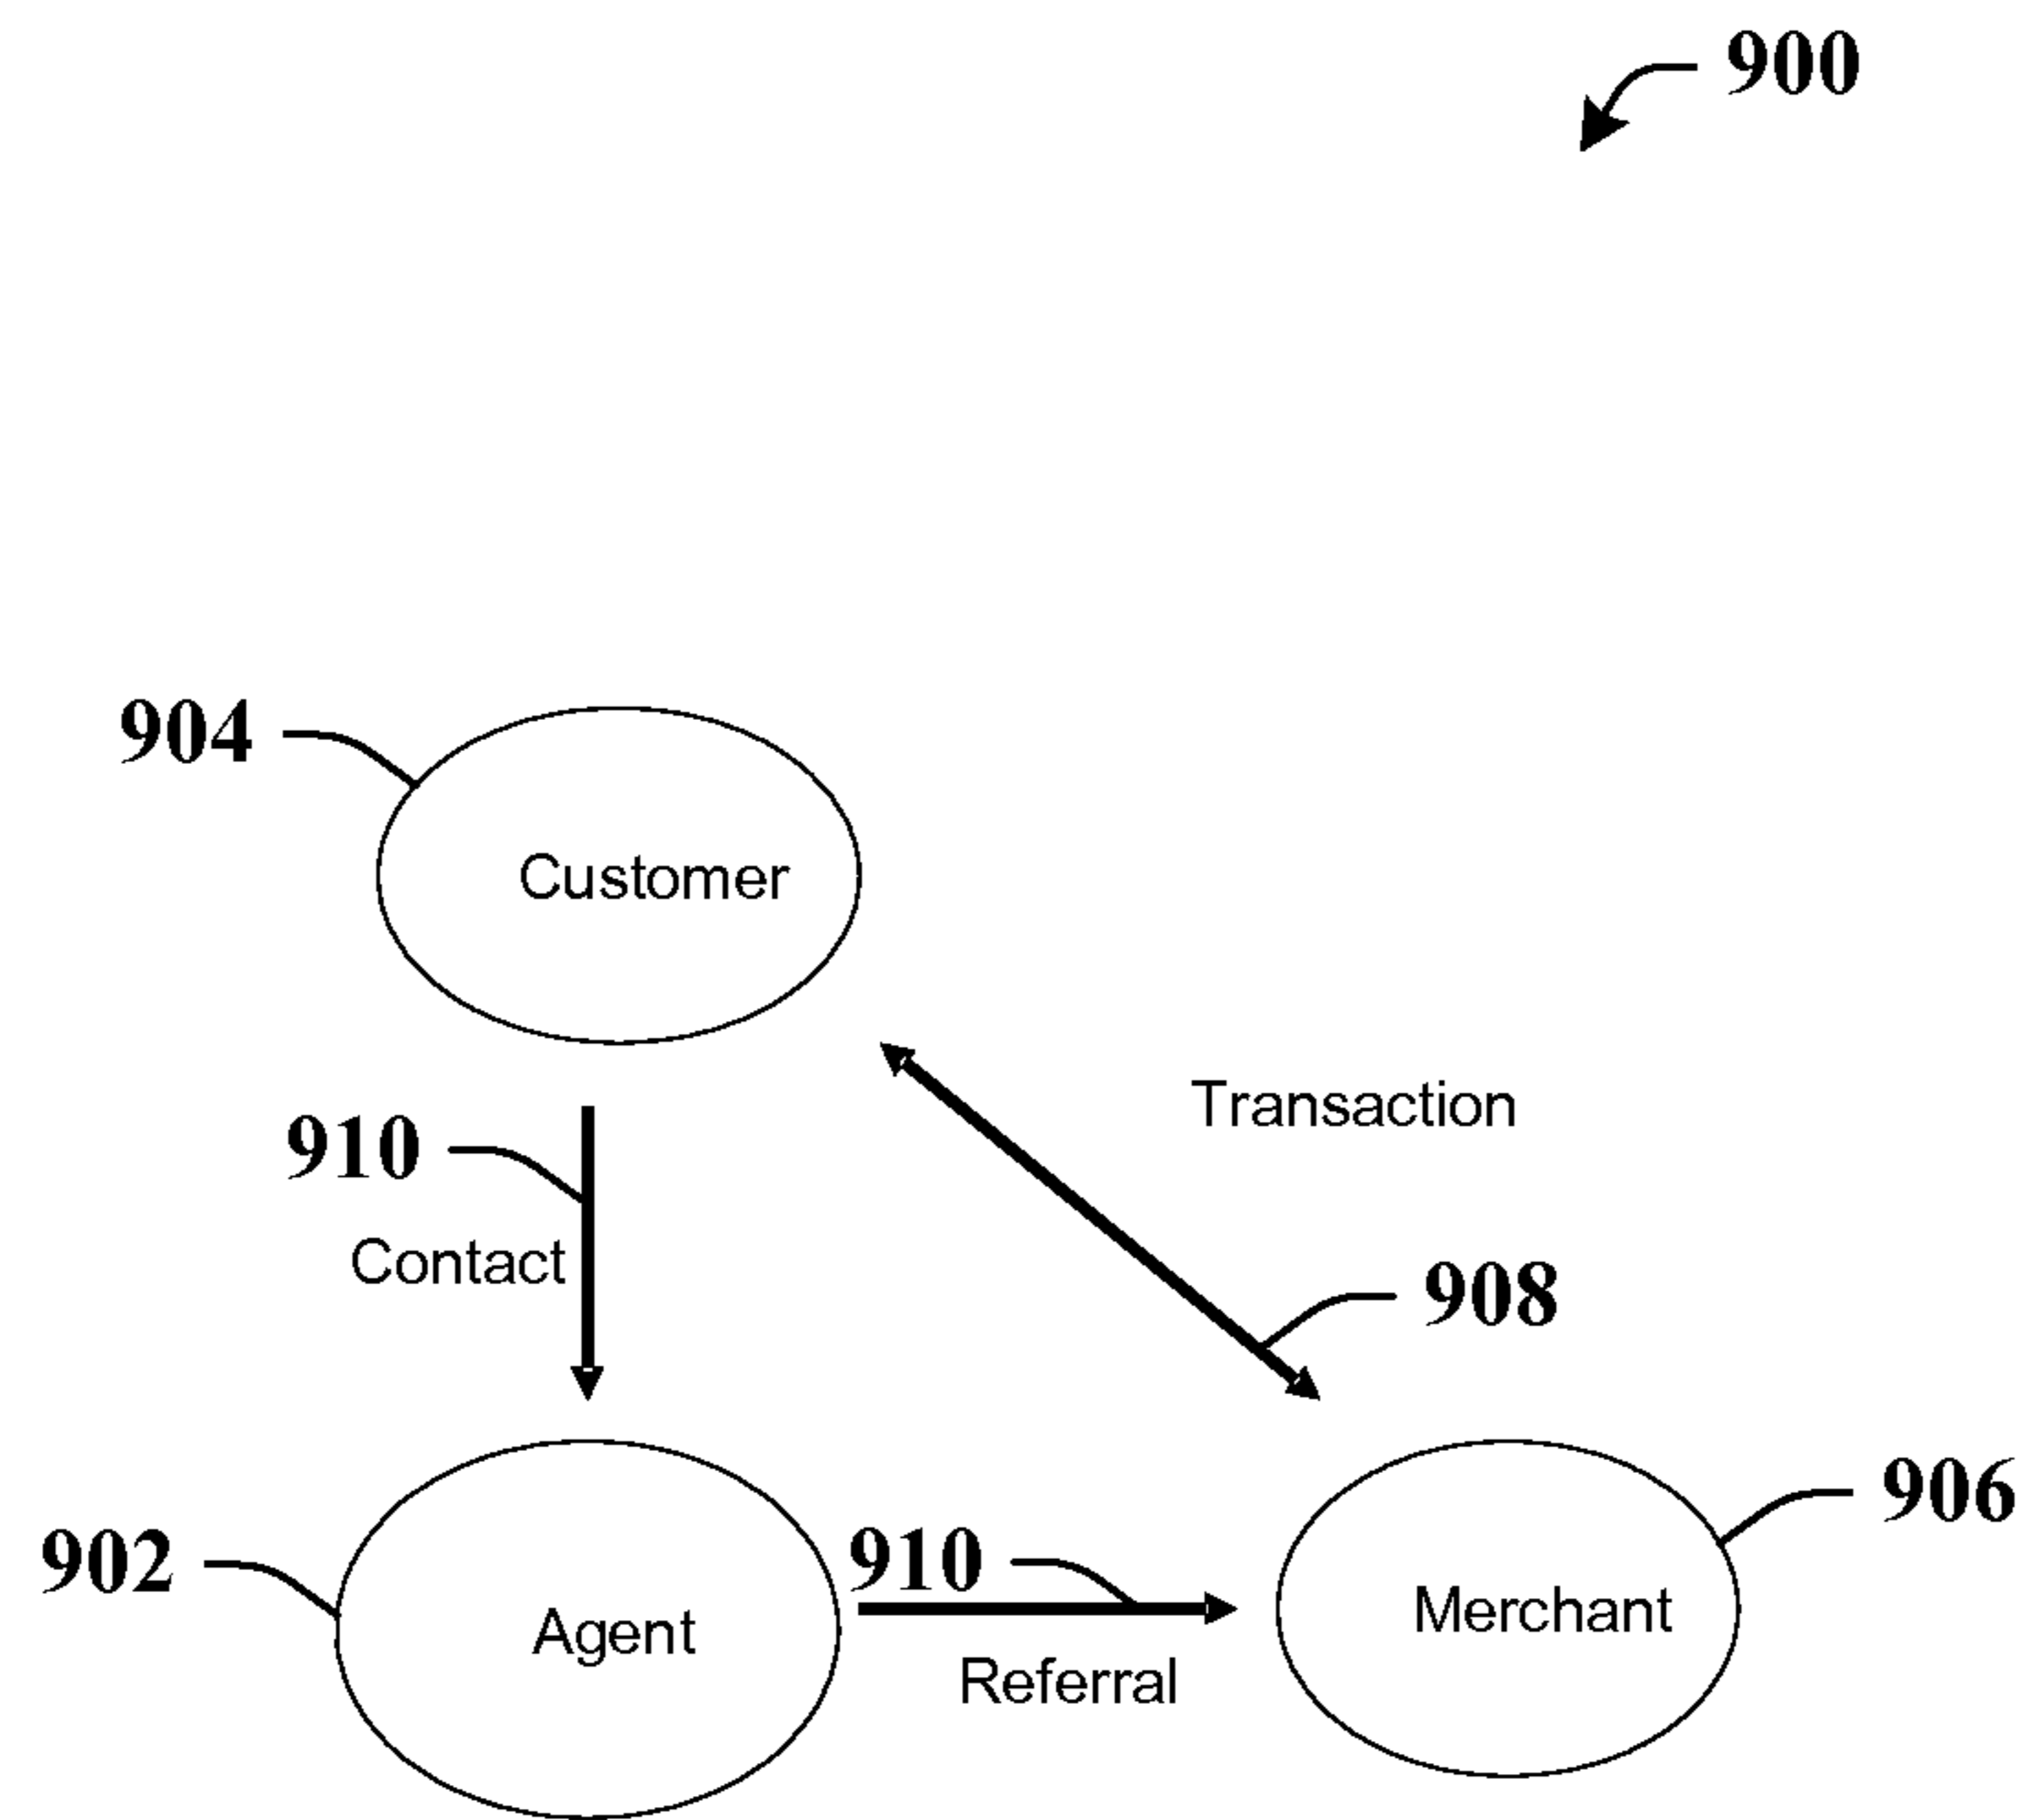 900
904
Customer
Transaction
910
Contact
908
906
902
910
Merchant
Agent
Referral